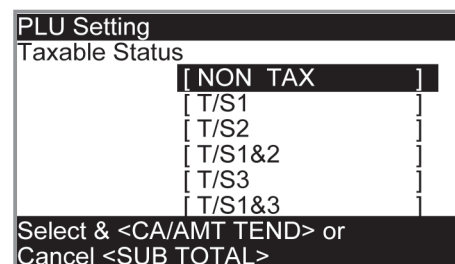 PLU Setting
Taxable Status
[ NON TAX ]
[ T/S1 ]
[ T/S2 ]
[ T/S1&2 ]
[ T/S3 ]
[ T/S1&3 ]
Select & <CA/AMT TEND> or
Cancel <SUB TOTAL>